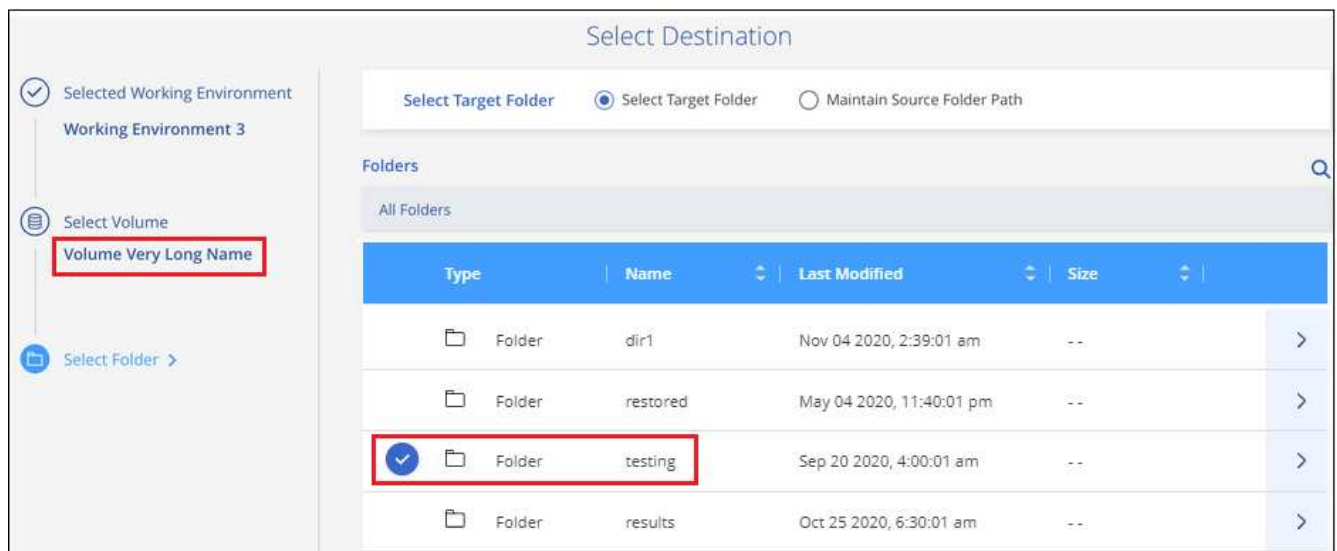 Select Destination
Selected Working Environment
Working Environment 3
Select Volume
Volume Very Long Name
Select Folder >
Select Target Folder Select Target Folder Maintain Source Folder Path
Folders
All Folders
Type Name Last Modified Size
Folder dir1 Nov 04 2020, 2:39:01 am --
Folder restored May 04 2020, 11:40:01 pm --
Folder testing Sep 20 2020, 4:00:01 am --
Folder results Oct 25 2020, 6:30:01 am --